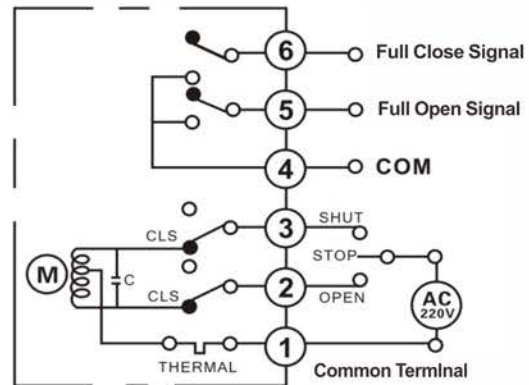 6 Full Close Signal
5 Full Open Signal
4 COM
CLS 3 SHUT
STOP
M C
CLS 2 OPEN
AC
220V
THERMAL 1 Common Termlnal